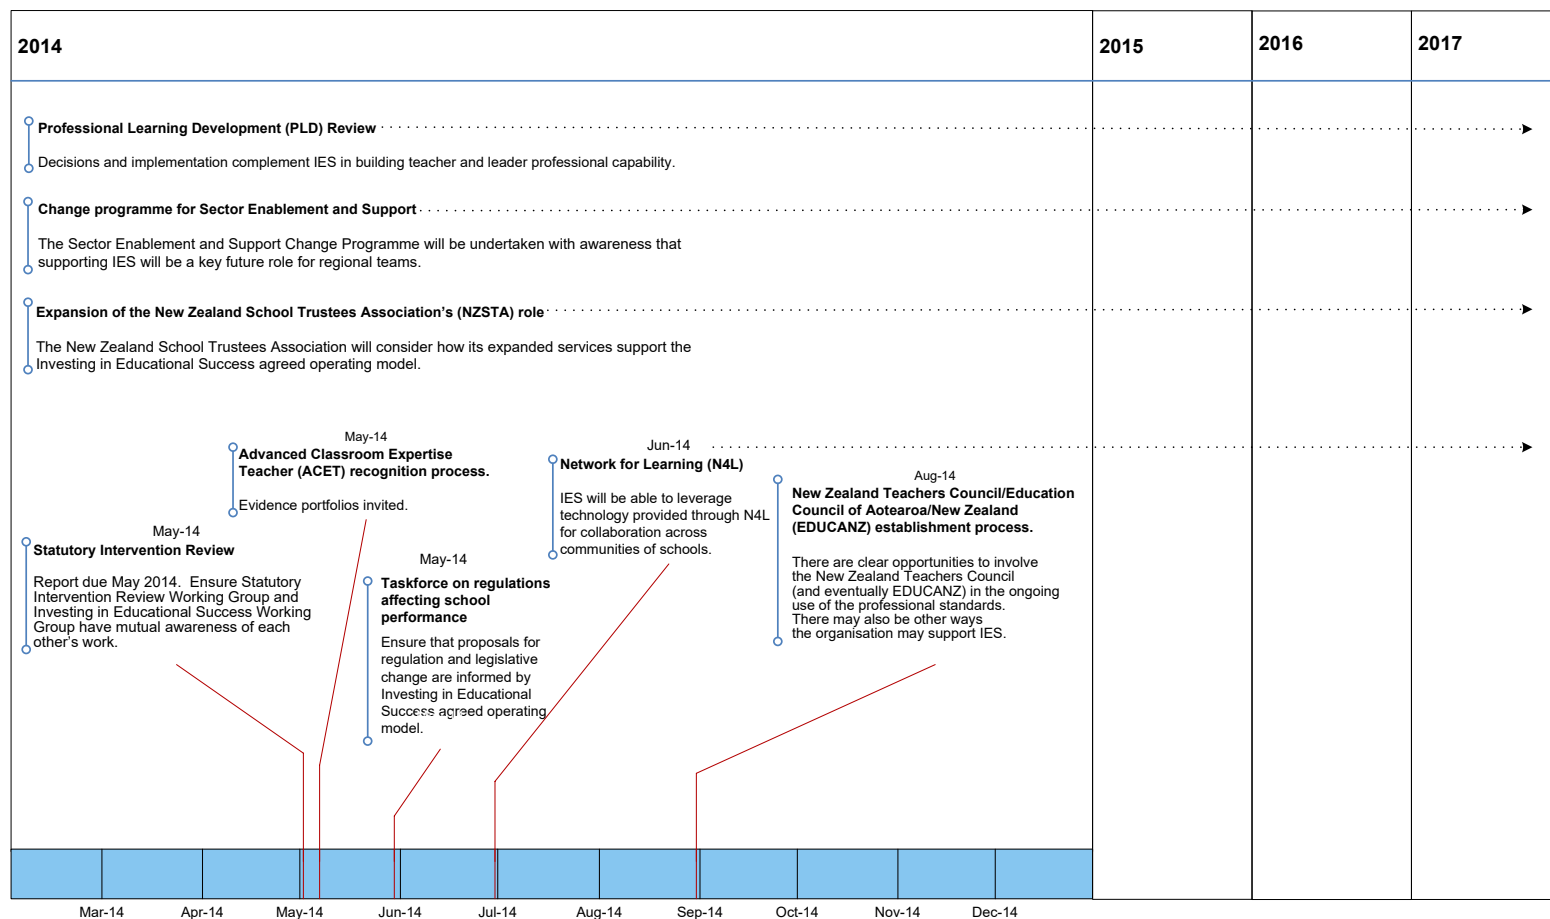 2014
2015
2016
2017
Professional Learning Development (PLD) Review
Decisions and implementation complement IES in building teacher and leader professional capability.
Change programme for Sector Enablement and Support
The Sector Enablement and Support Change Programme will be undertaken with awareness that
supporting IES will be a key future role for regional teams.
Expansion of the New Zealand School Trustees Association’s (NZSTA) role
The New Zealand School Trustees Association will consider how its expanded services support the
Investing in Educational Success agreed operating model.
May-14
Advanced Classroom Expertise
Teacher (ACET) recognition process.
Evidence portfolios invited.
May-14
Statutory Intervention Review
Report due May 2014.  Ensure Statutory
Intervention Review Working Group and
Investing in Educational Success Working
Group have mutual awareness of each
other’s work.
May-14
Taskforce on regulations
affecting school
performance
Ensure that proposals for
regulation and legislative
change are informed by
Investing in Educational
Success agreed operating
model.
Jun-14
Network for Learning (N4L)
IES will be able to leverage
technology provided through N4L
for collaboration across
communities of schools.
Aug-14
New Zealand Teachers Council/Education
Council of Aotearoa/New Zealand
(EDUCANZ) establishment process.
There are clear opportunities to involve
the New Zealand Teachers Council
(and eventually EDUCANZ) in the ongoing
use of the professional standards.
There may also be other ways
the organisation may support IES.
Mar-14
Apr-14
May-14
Jun-14
Jul-14
Aug-14
Sep-14
Oct-14
Nov-14
Dec-14